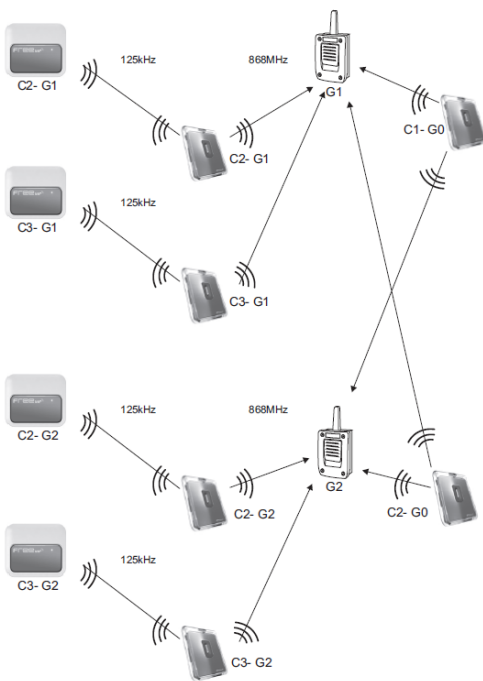 125kHz
868MHz
C2- G1
G1
C1- G0
C2- G1
125kHz
C3- G1
C3- G1
125kHz
868MHz
C2- G2
G2
C2- G2
C2- G0
125kHz
C3- G2
C3- G2